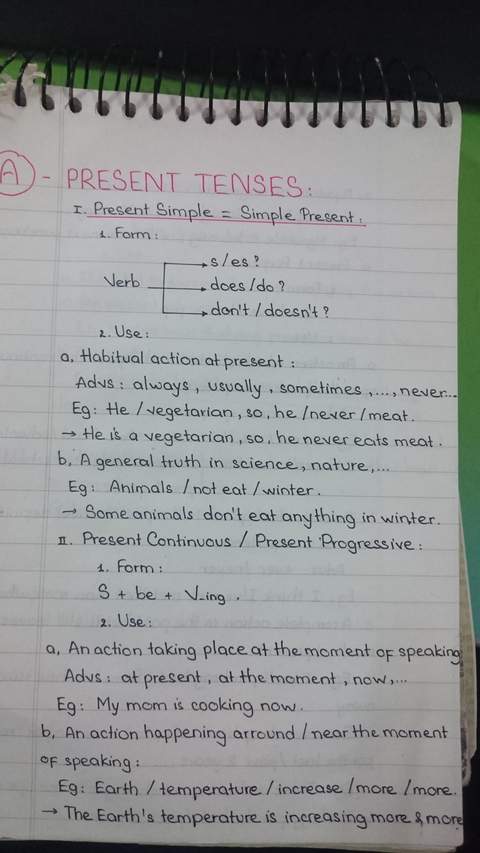 A - PRESENT TENSES:
I. Present Simple = Simple Present:
1. Form:
s/es?
Verb does/do?
don't/doesn't?
2. Use:
a, Habitual action at present:
Advs: always, usually, sometimes,..., never...
Eg: He/vegetarian, so, he/never/meat.
→ He is a vegetarian, so, he never eats meat.
b, A general truth in science, nature,...
Eg: Animals/not eat/winter.
→ Some animals don't eat anything in winter.
II. Present Continuous / Present Progressive:
1. Form:
S + be + V-ing.
2. Use:
a, An action taking place at the moment of speaking
Advs: at present, at the moment, now,...
Eg: My mom is cooking now.
b, An action happening arround/near the moment
of speaking:
Eg: Earth/temperature/increase/more/more.
→ The Earth's temperature is increasing more & more